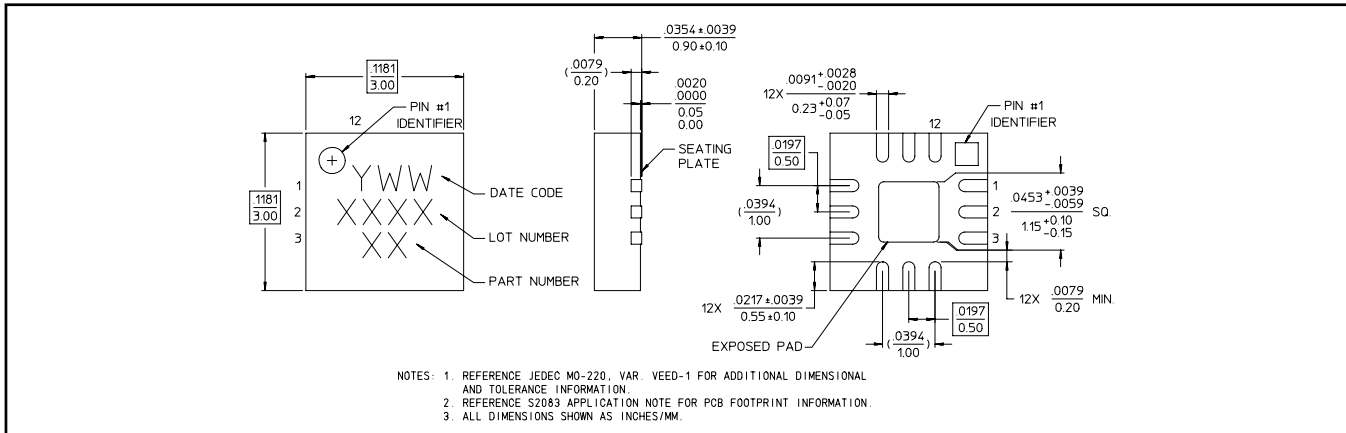 .1181
3.00
12
PIN #1
IDENTIFIER
.1181
3.00
1
2
3
YWW
XXXX
XX
DATE CODE
LOT NUMBER
PART NUMBER
.0354±.0039
0.90±0.10
(.0079
0.20)
.0020
.0000
0.05
0.00
SEATING
PLATE
12X .0091 +.0028 -.0020
0.23 +0.07 -0.05
12
PIN #1
IDENTIFIER
.0197
0.50
(.0394
1.00)
1
2
3
.0453 +.0039 -.0059 SQ.
1.15 +0.10 -0.15
12X .0217±.0039
0.55±0.10
12X .0079 MIN.
0.20
.0197
0.50
(.0394
1.00)
EXPOSED PAD
NOTES: 1. REFERENCE JEDEC MO-220, VAR. VEED-1 FOR ADDITIONAL DIMENSIONAL
AND TOLERANCE INFORMATION.
2. REFERENCE S2083 APPLICATION NOTE FOR PCB FOOTPRINT INFORMATION.
3. ALL DIMENSIONS SHOWN AS INCHES/MM.